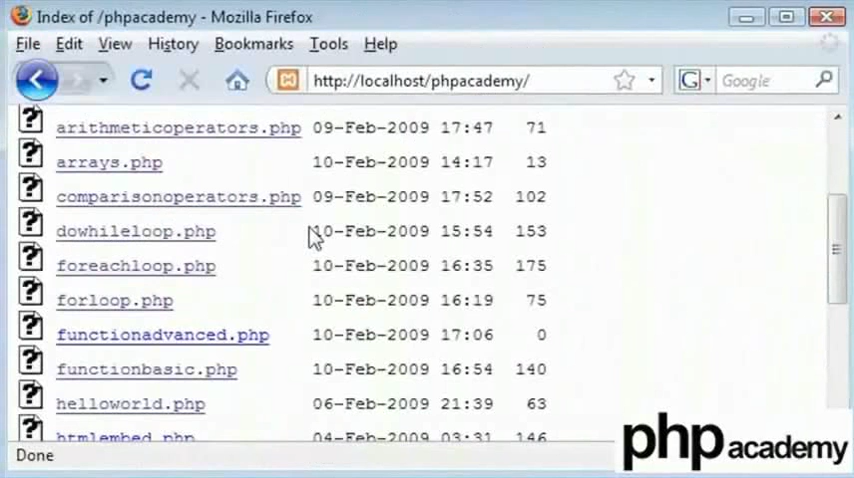 Index of /phpacademy - Mozilla Firefox
File Edit View History Bookmarks Tools Help
http://localhost/phpacademy/ G Google
arithmeticoperators.php 09-Feb-2009 17:47 71
arrays.php 10-Feb-2009 14:17 13
comparisonoperators.php 09-Feb-2009 17:52 102
dowhileloop.php 10-Feb-2009 15:54 153
foreachloop.php 10-Feb-2009 16:35 175
forloop.php 10-Feb-2009 16:19 75
functionadvanced.php 10-Feb-2009 17:06 0
functionbasic.php 10-Feb-2009 16:54 140
helloworld.php 06-Feb-2009 21:39 63
htmlembed.php 04-Feb-2009 03:31 146
Done
php academy